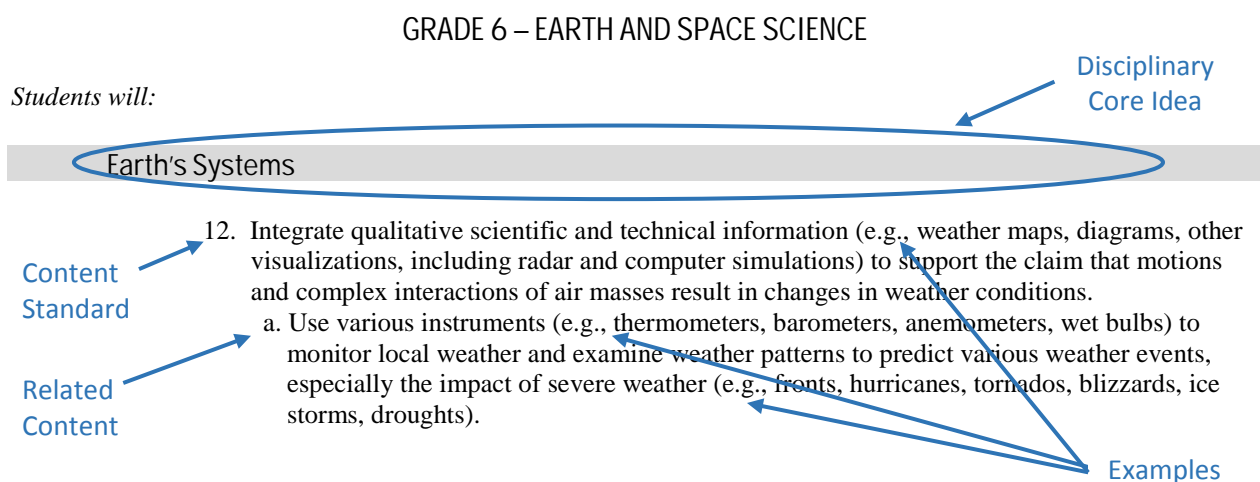 GRADE 6 – EARTH AND SPACE SCIENCE
Disciplinary
Core Idea
Students will:
Earth's Systems
12. Integrate qualitative scientific and technical information (e.g., weather maps, diagrams, other
visualizations, including radar and computer simulations) to support the claim that motions
and complex interactions of air masses result in changes in weather conditions.
Content
Standard
a. Use various instruments (e.g., thermometers, barometers, anemometers, wet bulbs) to
monitor local weather and examine weather patterns to predict various weather events,
especially the impact of severe weather (e.g., fronts, hurricanes, tornados, blizzards, ice
storms, droughts).
Related
Content
Examples